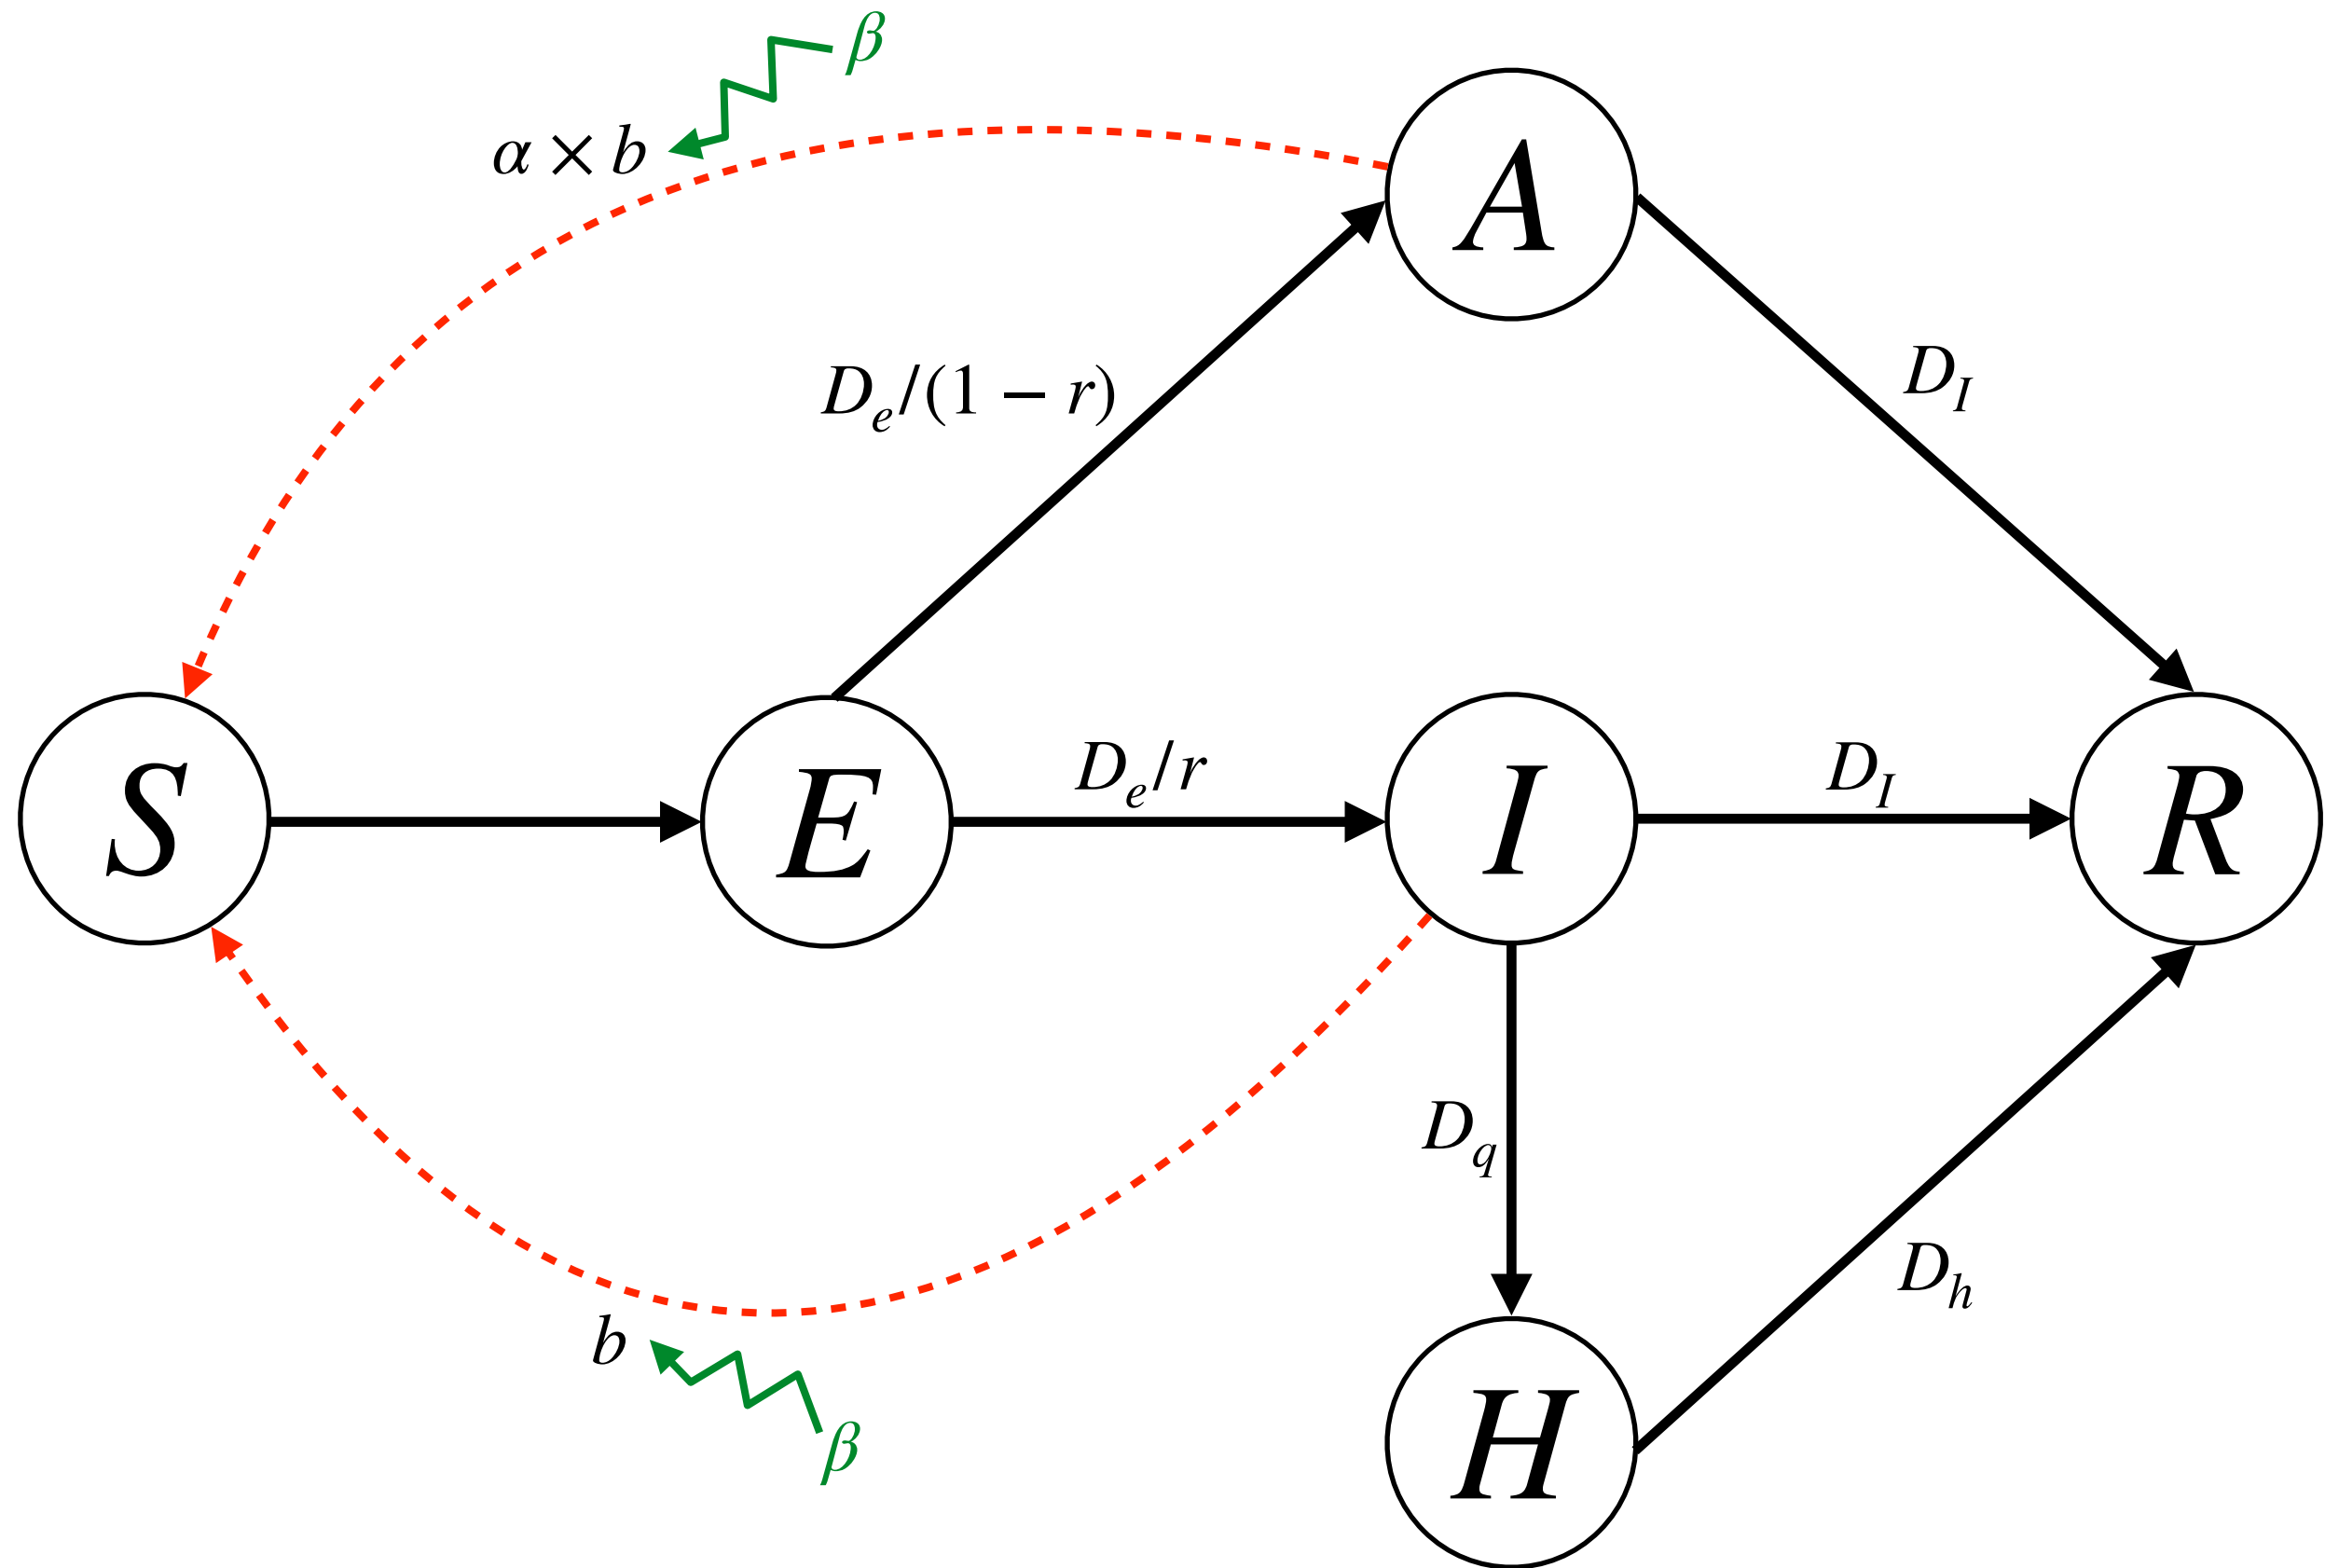 β
α × b
A
D_e/(1 − r)
D_I
S
E
D_e/r
I
D_I
R
D_q
D_h
b
β
H